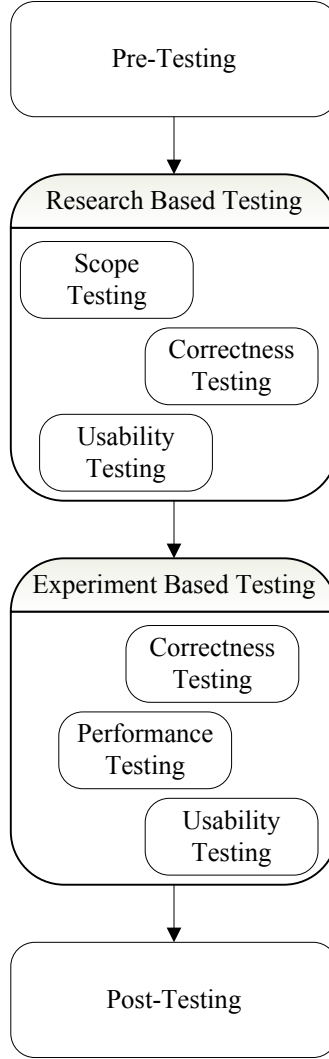 Pre-Testing
Research Based Testing
Scope
Testing
Correctness
Testing
Usability
Testing
Experiment Based Testing
Correctness
Testing
Performance
Testing
Usability
Testing
Post-Testing